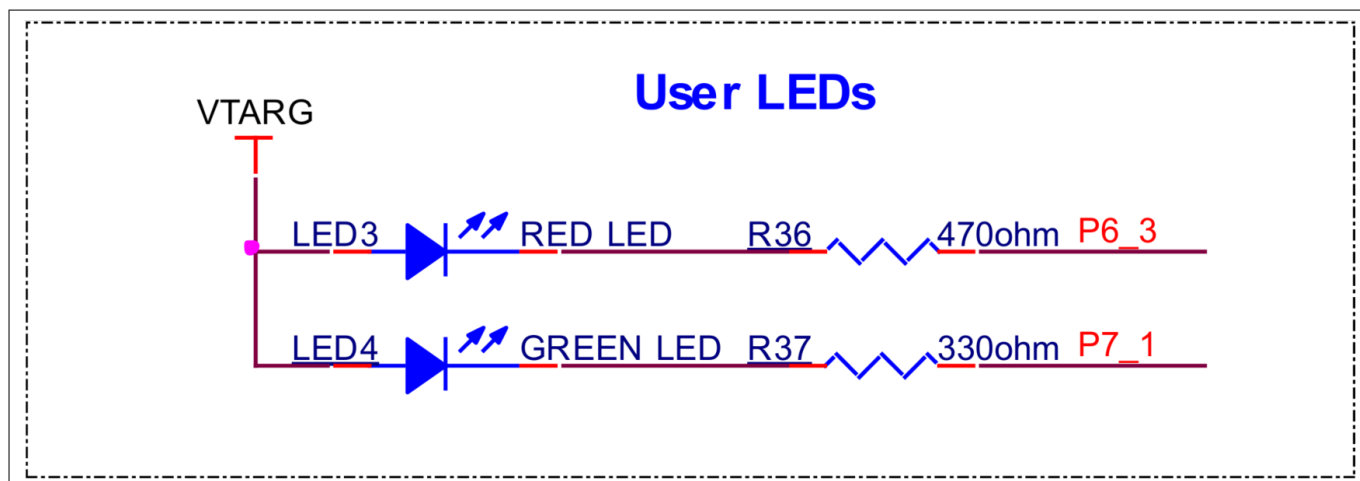 User LEDs
VTARG
LED3 RED LED R36 470ohm P6_3
LED4 GREEN LED R37 330ohm P7_1